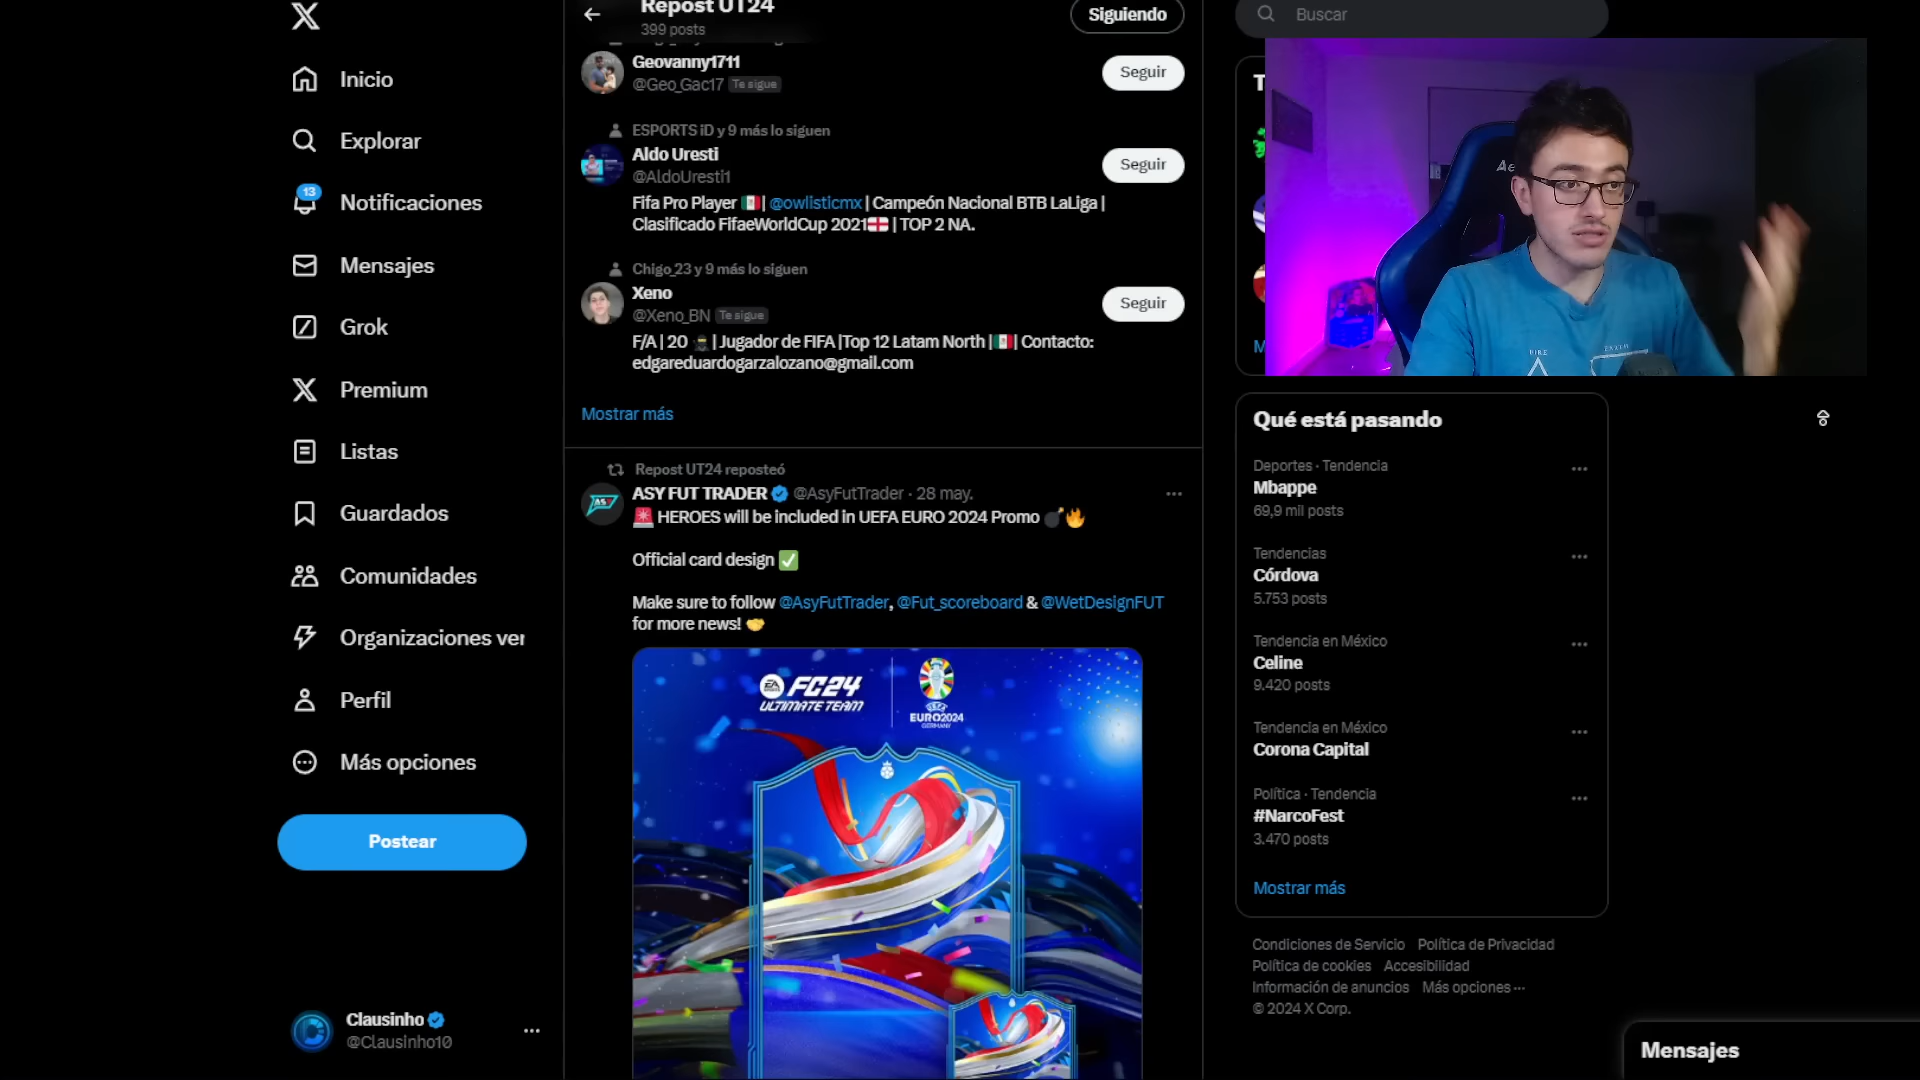 Inicio
Explorar
13
Notificaciones
Mensajes
Grok
Premium
Listas
Guardados
Comunidades
Organizaciones ver
Perfil
Más opciones
Postear
Clausinho
@Clausinho10
Repost UT24
399 posts
Siguiendo
Geovanny1711
@Geo_Gac17 Te sigue
Seguir
ESPORTS iD y 9 más lo siguen
Aldo Uresti
@AldoUresti1
Seguir
Fifa Pro Player | @owlisticmx | Campeón Nacional BTB LaLiga |
Clasificado FifaeWorldCup 2021 | TOP 2 NA.
Chigo_23 y 9 más lo siguen
Xeno
@Xeno_BN Te sigue
Seguir
F/A | 20 | Jugador de FIFA |Top 12 Latam North | | Contacto:
edgareduardogarzalozano@gmail.com
Mostrar más
Repost UT24 reposteó
ASY FUT TRADER @AsyFutTrader · 28 may.
HEROES will be included in UEFA EURO 2024 Promo
Official card design
Make sure to follow @AsyFutTrader, @Fut_scoreboard & @WetDesignFUT
for more news!
EA SPORTS FC24
ULTIMATE TEAM
UEFA
EURO2024
GERMANY
Buscar
T
M
Ae
FIRE
EARTH
Qué está pasando
Deportes · Tendencia
Mbappe
69,9 mil posts
Tendencias
Córdova
5.753 posts
Tendencia en México
Celine
9.420 posts
Tendencia en México
Corona Capital
Política · Tendencia
#NarcoFest
3.470 posts
Mostrar más
Condiciones de Servicio Política de Privacidad
Política de cookies Accesibilidad
Información de anuncios Más opciones ···
© 2024 X Corp.
Mensajes